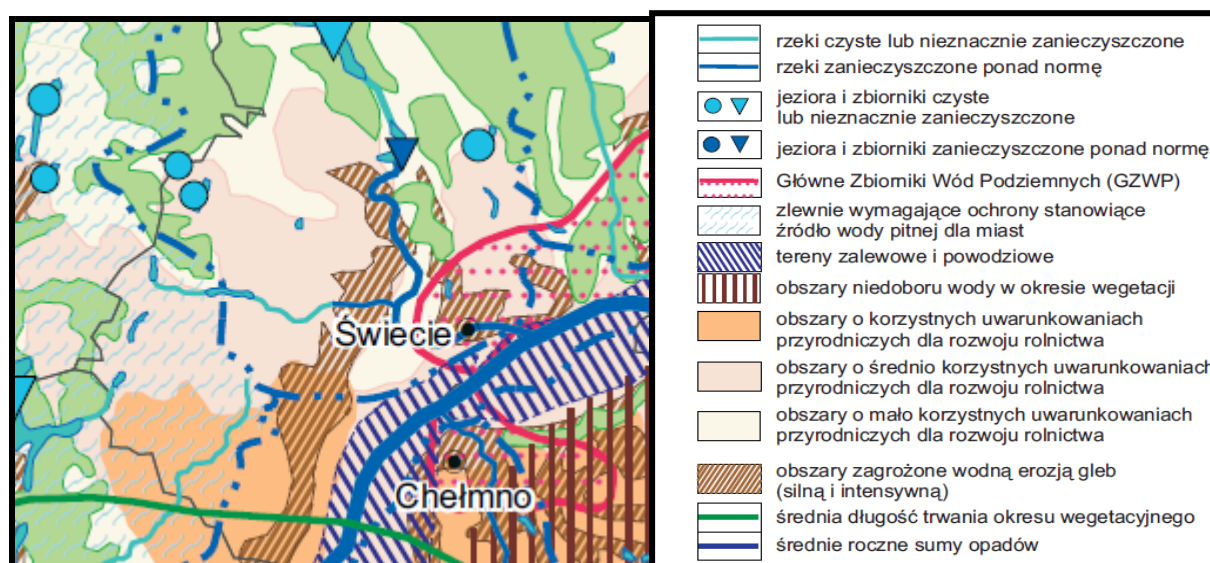 Świecie
Chełmno
rzeki czyste lub nieznacznie zanieczyszczone
rzeki zanieczyszczone ponad normę
jeziora i zbiorniki czyste
lub nieznacznie zanieczyszczone
jeziora i zbiorniki zanieczyszczone ponad normę
Główne Zbiorniki Wód Podziemnych (GZWP)
zlewnie wymagające ochrony stanowiące
źródło wody pitnej dla miast
tereny zalewowe i powodziowe
obszary niedoboru wody w okresie wegetacji
obszary o korzystnych uwarunkowaniach
przyrodniczych dla rozwoju rolnictwa
obszary o średnio korzystnych uwarunkowaniach
przyrodniczych dla rozwoju rolnictwa
obszary o mało korzystnych uwarunkowaniach
przyrodniczych dla rozwoju rolnictwa
obszary zagrożone wodną erozją gleb
(silną i intensywną)
średnia długość trwania okresu wegetacyjnego
średnie roczne sumy opadów